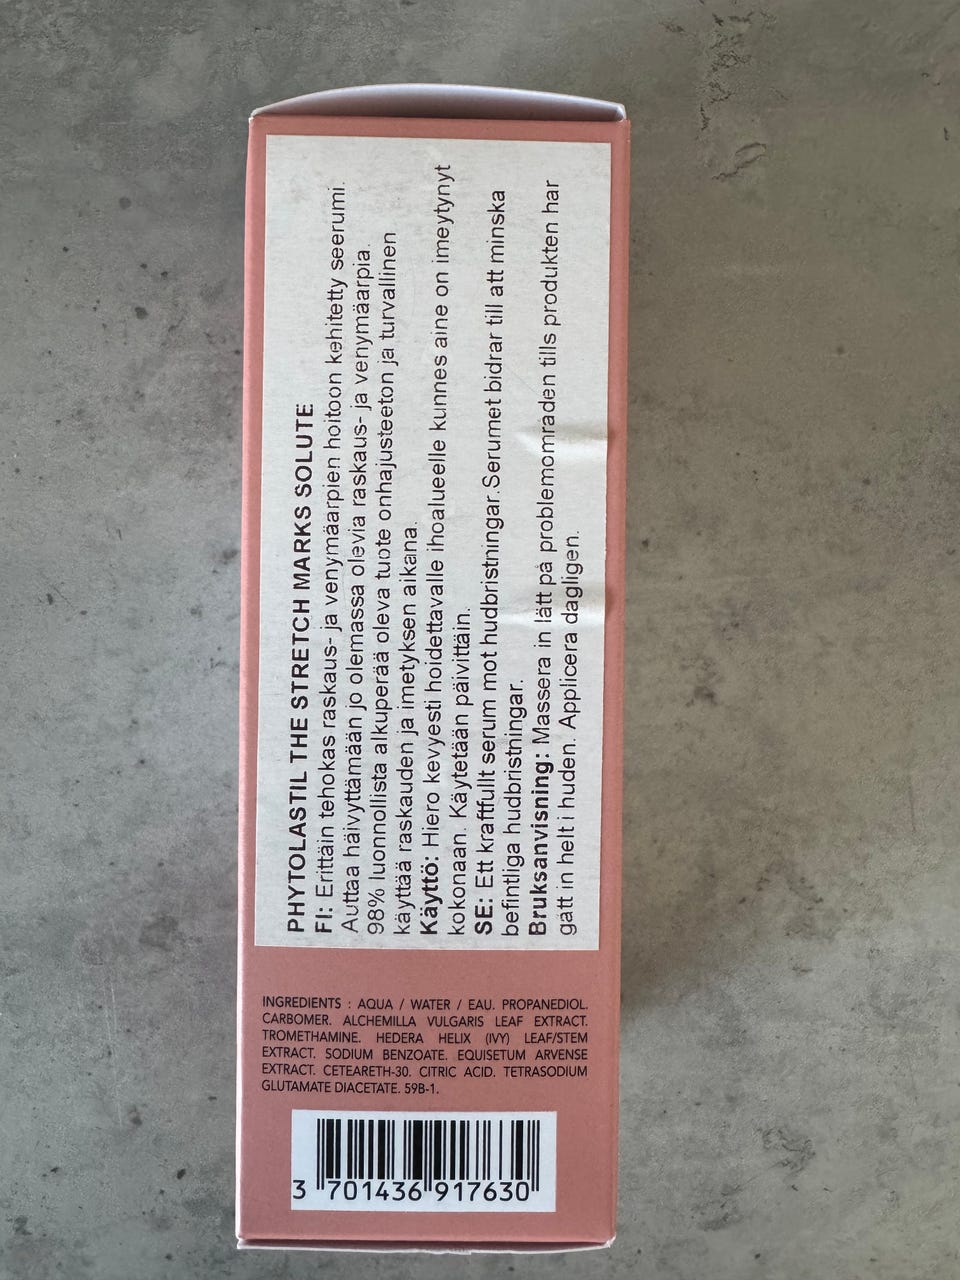 PHYTOLASTIL THE STRETCH MARKS SOLUTE
FI: Erittäin tehokas raskaus- ja venymäarpien hoitoon kehitetty seerumi.
Auttaa häivyttämään jo olemassa olevia raskaus- ja venymäarpia.
98% luonnollista alkuperää oleva tuote onhajusteeton ja turvallinen
käyttää raskauden ja imetyksen aikana.
Käyttö: Hiero kevyesti hoidettavalle ihoalueelle kunnes aine on imeytynyt
kokonaan. Käytetään päivittäin.
SE: Ett kraftfullt serum mot hudbristningar.Serumet bidrar till att minska
befintliga hudbristningar.
Bruksanvisning: Massera in lätt på problemområden tills produkten har
gått in helt i huden. Applicera dagligen.
INGREDIENTS : AQUA / WATER / EAU. PROPANEDIOL.
CARBOMER. ALCHEMILLA VULGARIS LEAF EXTRACT.
TROMETHAMINE. HEDERA HELIX (IVY) LEAF/STEM
EXTRACT. SODIUM BENZOATE. EQUISETUM ARVENSE
EXTRACT. CETEARETH-30. CITRIC ACID. TETRASODIUM
GLUTAMATE DIACETATE. 59B-1.
3 701436 917630